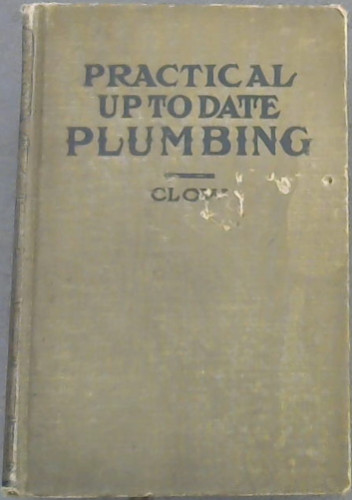 PRACTICAL
UP TO DATE
PLUMBING
CLOW